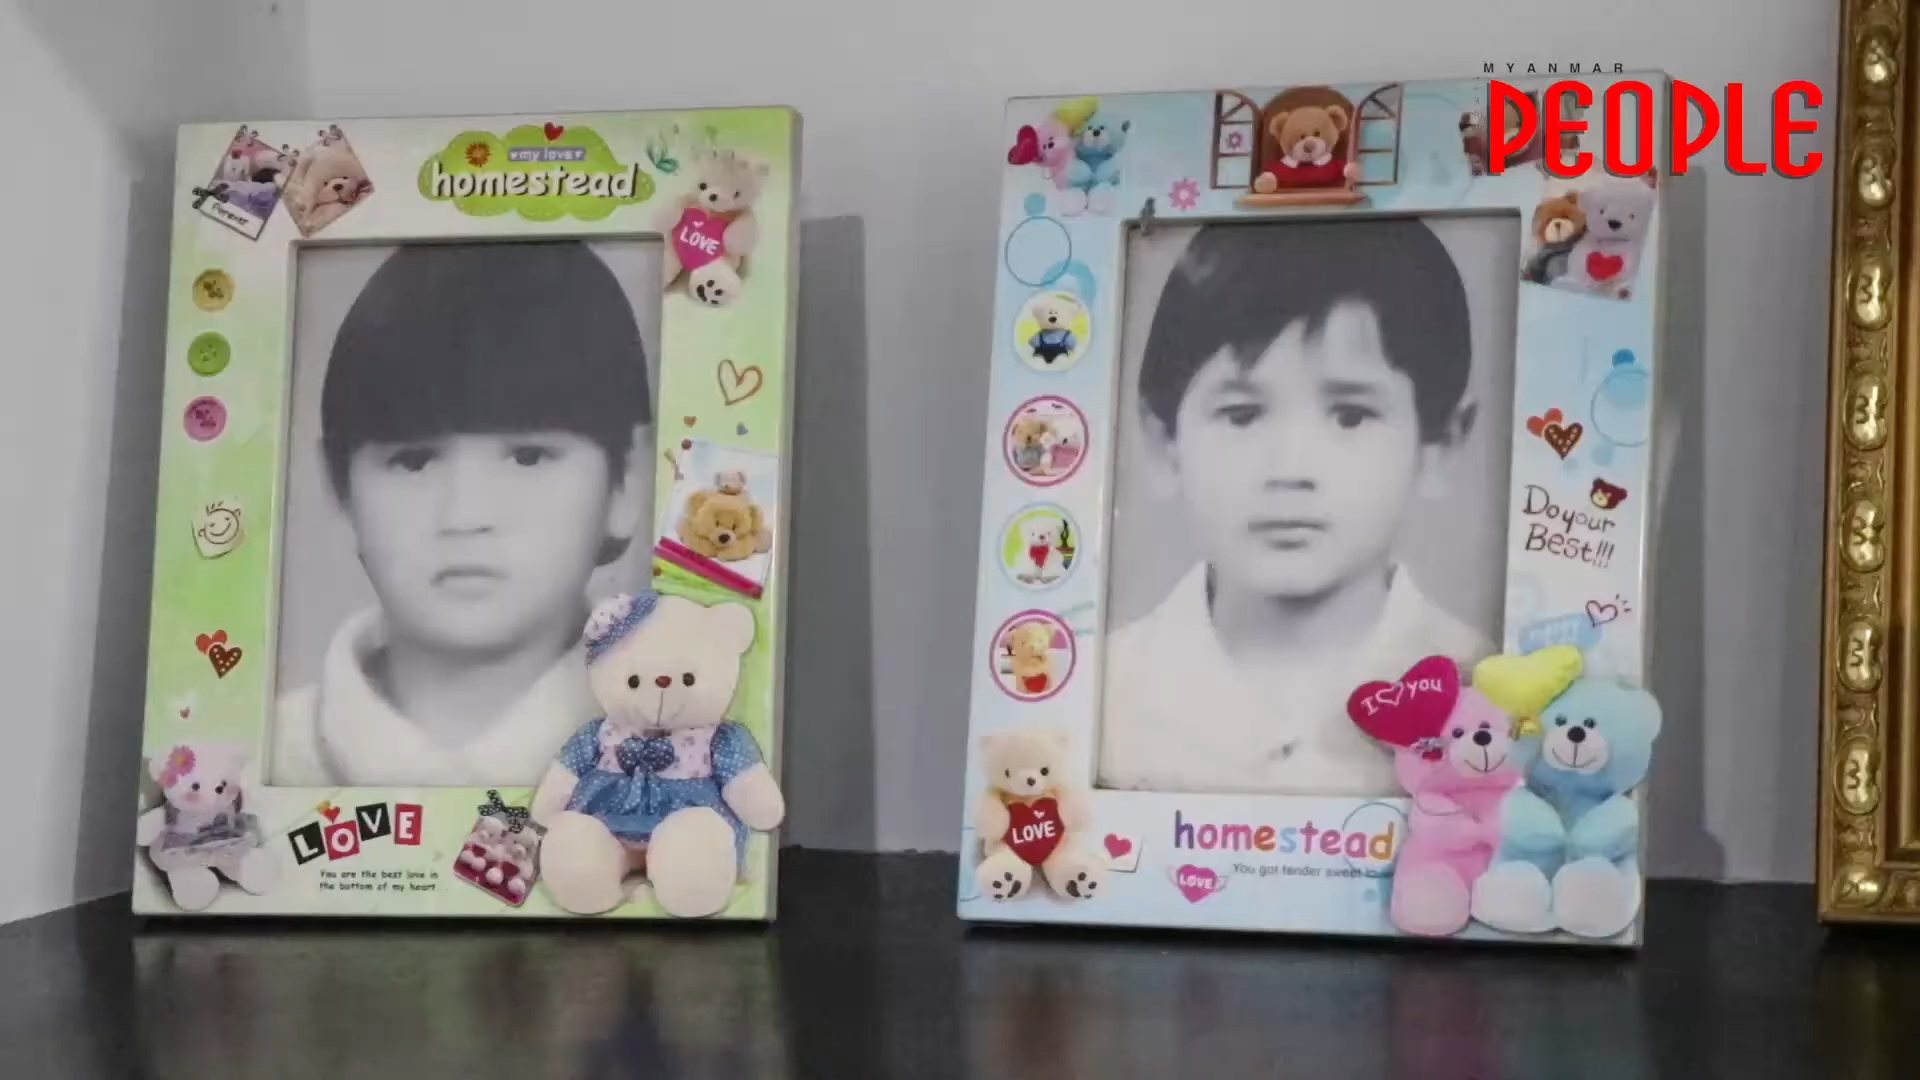 MYANMAR
PEOPLE
my love
homestead
Forever
LOVE
LOVE
You are the best love in
the bottom of my heart
Do your
Best!!!
I you
LOVE
homestead
You got tender sweet love
LOVE